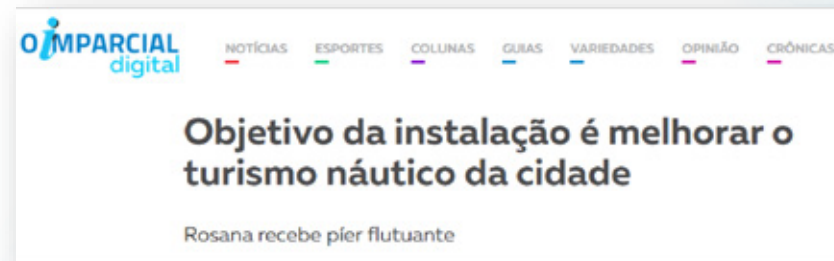 O IMPARCIAL
digital
NOTÍCIAS ESPORTES COLUNAS GUIAS VARIEDADES OPINIÃO CRÔNICAS
Objetivo da instalação é melhorar o
turismo náutico da cidade
Rosana recebe píer flutuante